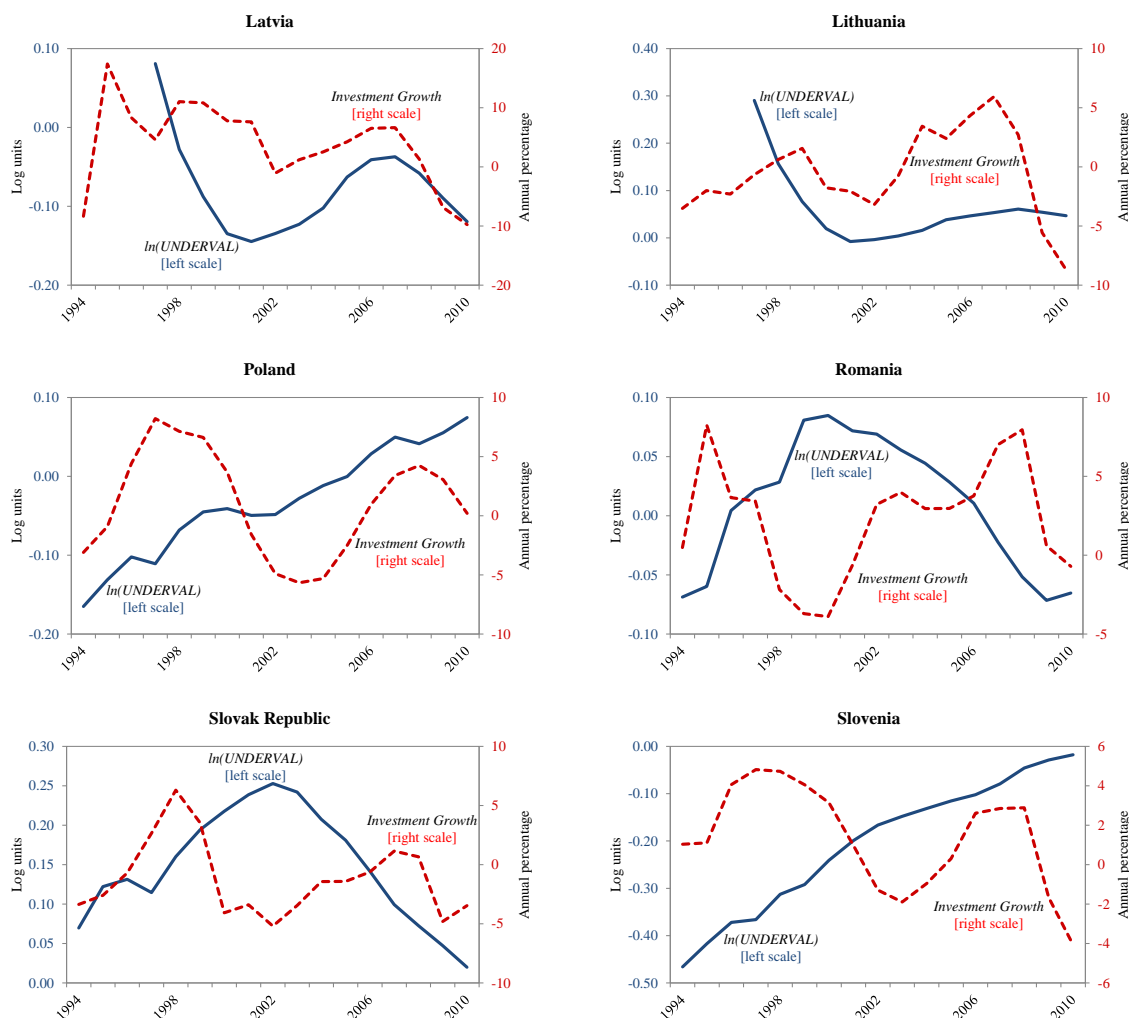 Latvia
0.10
0.00
-0.10
-0.20
Log units
20
10
0
-10
-20
Annual percentage
Investment Growth
[right scale]
ln(UNDERVAL)
[left scale]
1994
1998
2002
2006
2010
Lithuania
0.40
0.30
0.20
0.10
0.00
-0.10
Log units
10
5
0
-5
-10
Annual percentage
ln(UNDERVAL)
[left scale]
Investment Growth
[right scale]
1994
1998
2002
2006
2010
Poland
0.10
0.00
-0.10
-0.20
Log units
10
5
0
-5
-10
Annual percentage
Investment Growth
[right scale]
ln(UNDERVAL)
[left scale]
1994
1998
2002
2006
2010
Romania
0.10
0.05
0.00
-0.05
-0.10
Log units
10
5
0
-5
Annual percentage
ln(UNDERVAL)
[left scale]
Investment Growth
[right scale]
1994
1998
2002
2006
2010
Slovak Republic
0.30
0.25
0.20
0.15
0.10
0.05
0.00
Log units
10
5
0
-5
-10
Annual percentage
ln(UNDERVAL)
[left scale]
Investment Growth
[right scale]
1994
1998
2002
2006
2010
Slovenia
0.00
-0.10
-0.20
-0.30
-0.40
-0.50
Log units
6
4
2
0
-2
-4
-6
Annual percentage
Investment Growth
[right scale]
ln(UNDERVAL)
[left scale]
1994
1998
2002
2006
2010